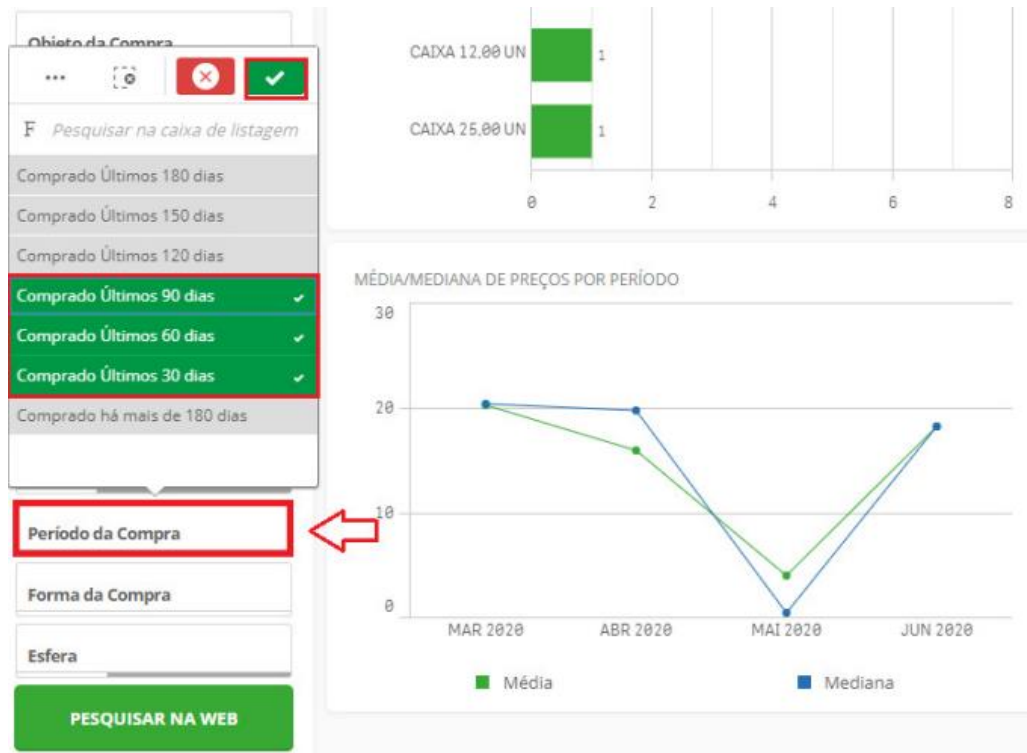 Objeto da Compra
F Pesquisar na caixa de listagem
Comprado Últimos 180 dias
Comprado Últimos 150 dias
Comprado Últimos 120 dias
Comprado Últimos 90 dias
Comprado Últimos 60 dias
Comprado Últimos 30 dias
Comprado há mais de 180 dias
Período da Compra
Forma da Compra
Esfera
PESQUISAR NA WEB
CAIXA 12,00 UN
1
CAIXA 25,00 UN
1
0 2 4 6 8
MÉDIA/MEDIANA DE PREÇOS POR PERÍODO
30
20
10
0
MAR 2020 ABR 2020 MAI 2020 JUN 2020
Média Mediana